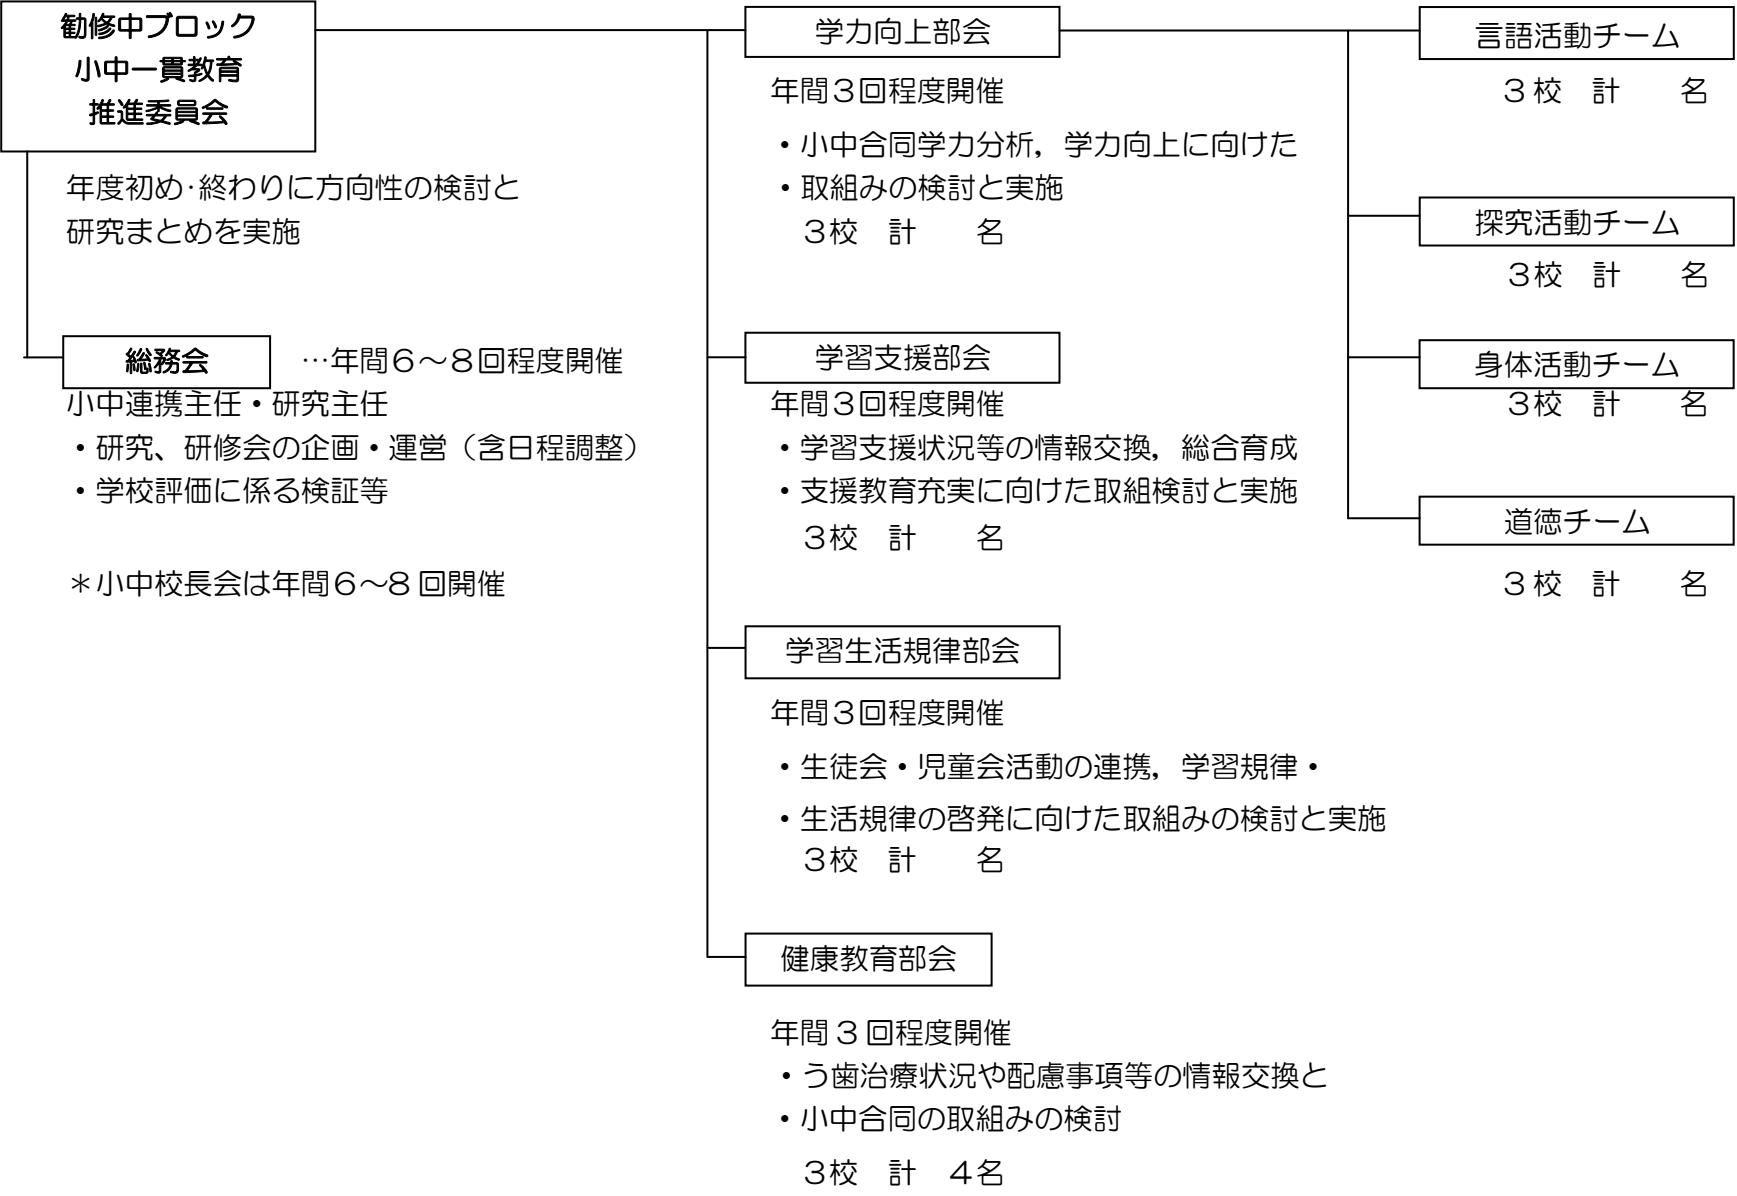 勧修中ブロック
小中一貫教育
推進委員会
年度初め・終わりに方向性の検討と
研究まとめを実施
総務会 …年間6～8回程度開催
小中連携主任・研究主任
・研究、研修会の企画・運営（含日程調整）
・学校評価に係る検証等
＊小中校長会は年間6～8回開催
学力向上部会
年間3回程度開催
・小中合同学力分析，学力向上に向けた
・取組みの検討と実施
3校　計　　名
学習支援部会
年間3回程度開催
・学習支援状況等の情報交換，総合育成
・支援教育充実に向けた取組検討と実施
3校　計　　名
学習生活規律部会
年間3回程度開催
・生徒会・児童会活動の連携，学習規律・
・生活規律の啓発に向けた取組みの検討と実施
3校　計　　名
健康教育部会
年間3回程度開催
・う歯治療状況や配慮事項等の情報交換と
・小中合同の取組みの検討
3校　計　4名
言語活動チーム
3校　計　　名
探究活動チーム
3校　計　　名
身体活動チーム
3校　計　　名
道徳チーム
3校　計　　名